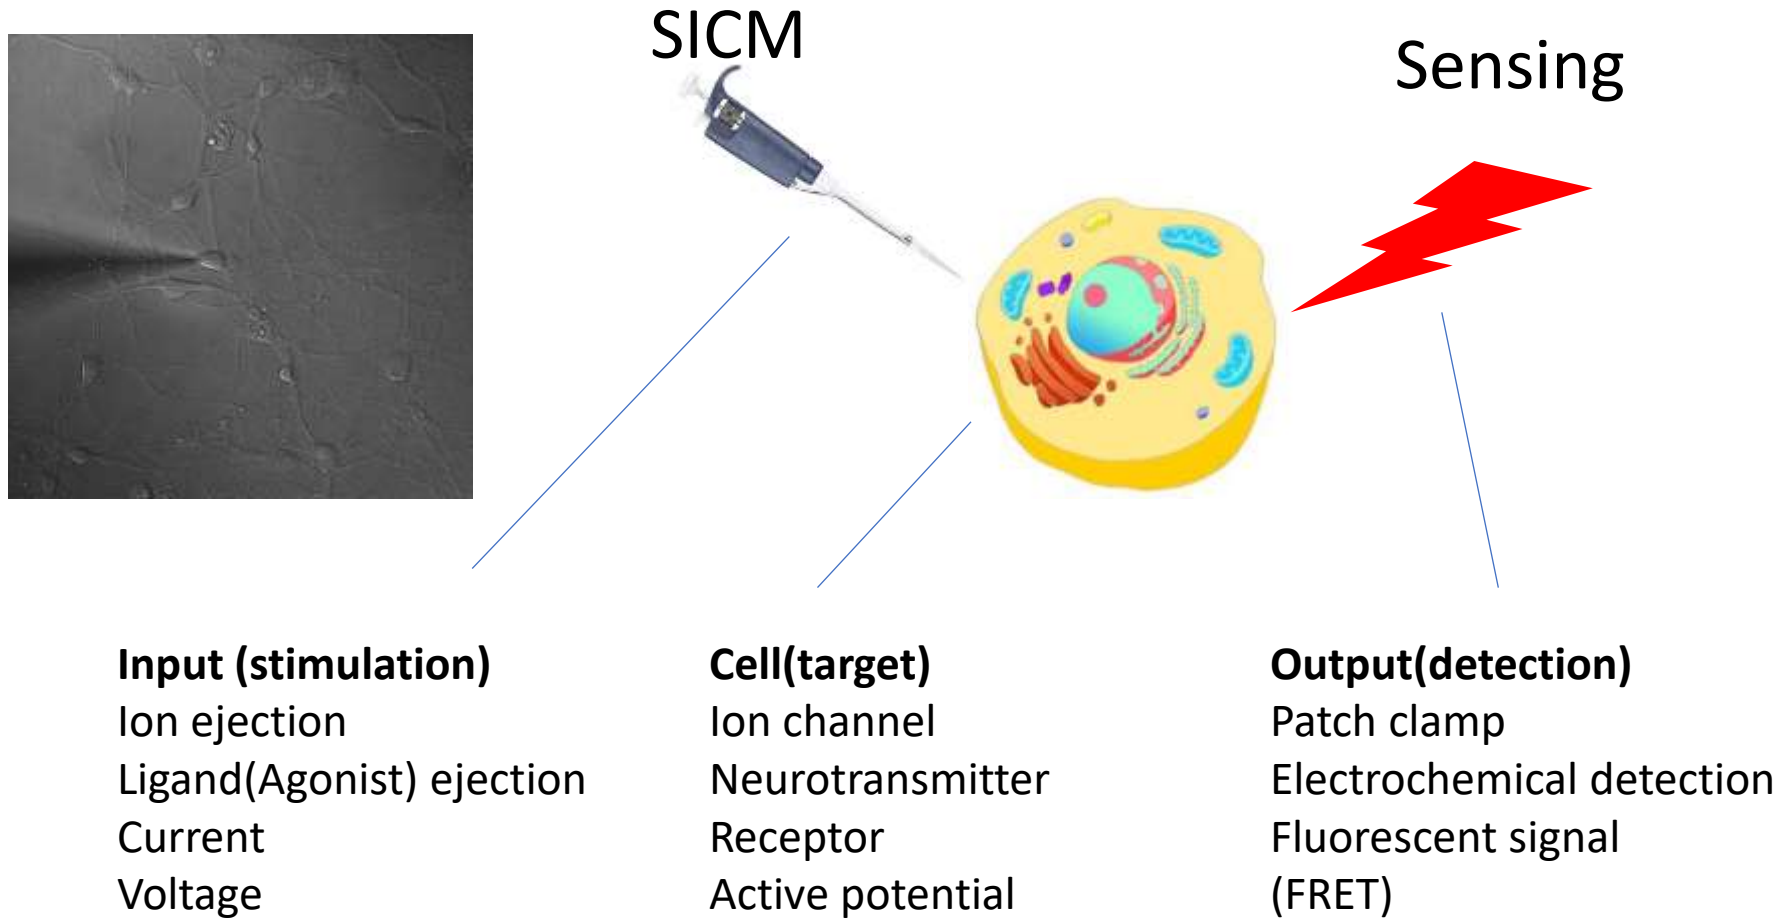 SICM
Sensing
Input (stimulation)
Ion ejection
Ligand(Agonist) ejection
Current
Voltage
Cell(target)
Ion channel
Neurotransmitter
Receptor
Active potential
Output(detection)
Patch clamp
Electrochemical detection
Fluorescent signal
(FRET)